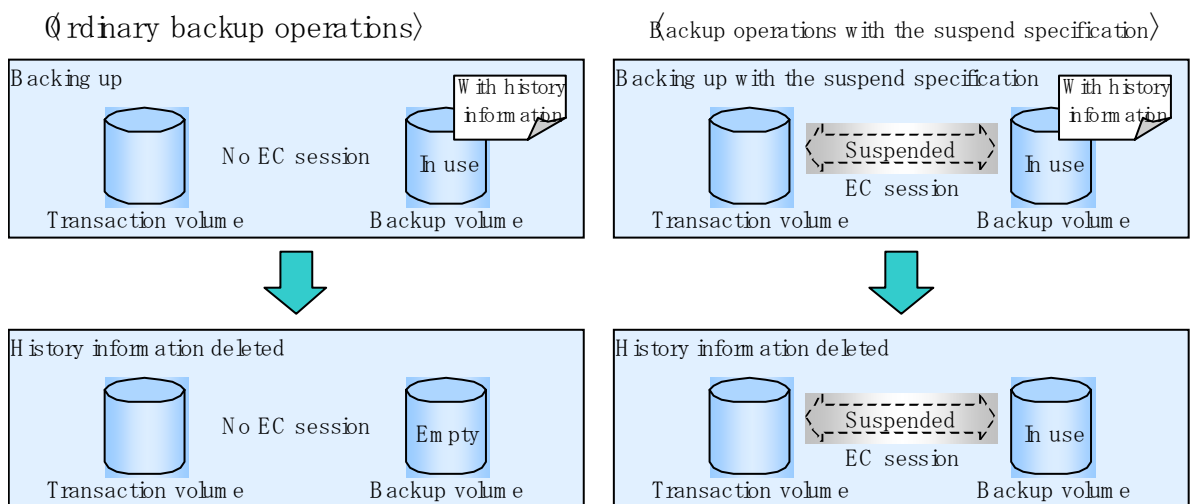 〈Ordinary backup operations〉
Backing up
With history
information
No EC session
In use
Transaction volume
Backup volume
History information deleted
No EC session
Empty
Transaction volume
Backup volume
〈Backup operations with the suspend specification〉
Backing up with the suspend specification
With history
information
Suspended
In use
EC session
Transaction volume
Backup volume
History information deleted
Suspended
In use
EC session
Transaction volume
Backup volume